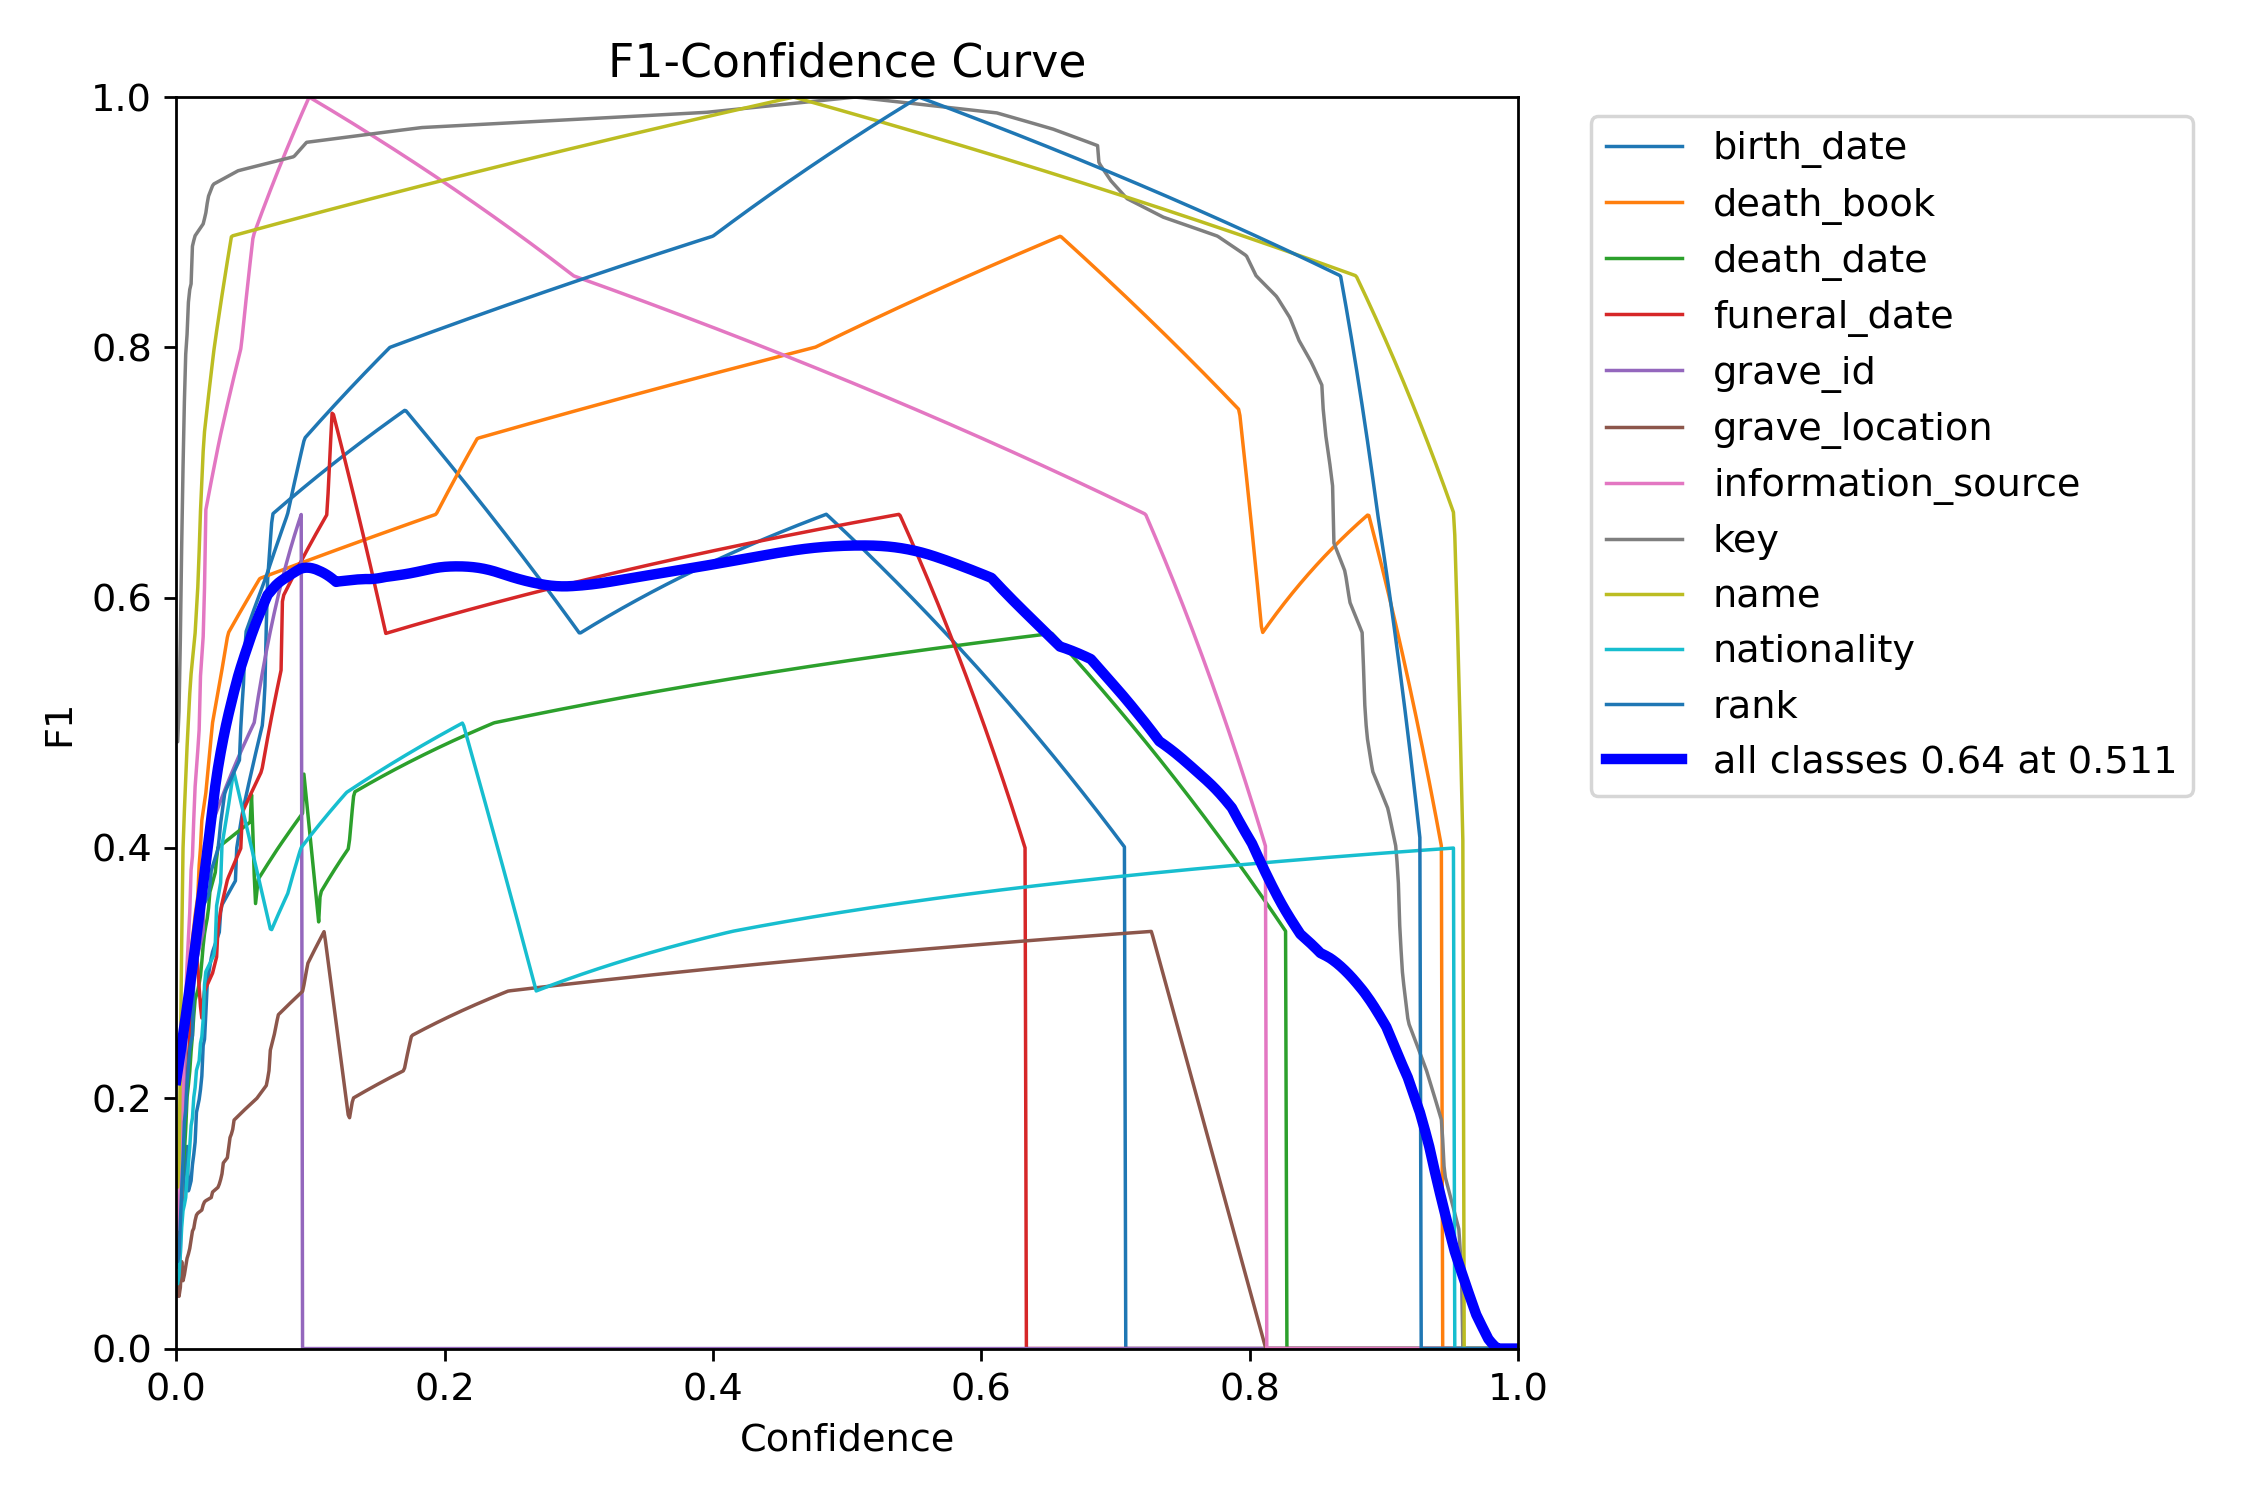 F1-Confidence Curve
1.0
0.8
0.6
0.4
0.2
0.0
F1
0.0 0.2 0.4 0.6 0.8 1.0
Confidence
birth_date
death_book
death_date
funeral_date
grave_id
grave_location
information_source
key
name
nationality
rank
all classes 0.64 at 0.511